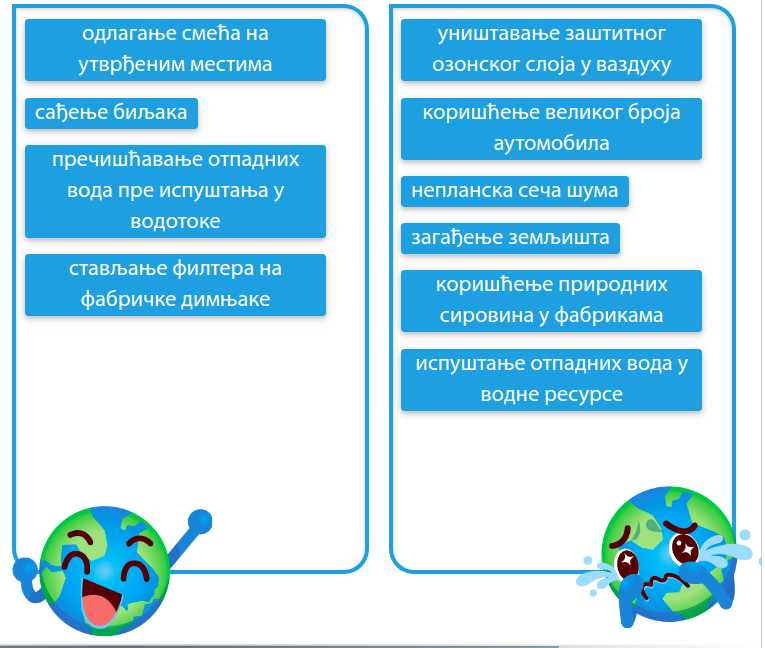 одлагање смећа на
утврђеним местима
сађење биљака
пречишћавање отпадних
вода пре испуштања у
водотоке
стављање филтера на
фабричке димњаке
уништавање заштитног
озонског слоја у ваздуху
коришћење великог броја
аутомобила
непланска сеча шума
загађење земљишта
коришћење природних
сировина у фабрикама
испуштање отпадних вода у
водне ресурсе